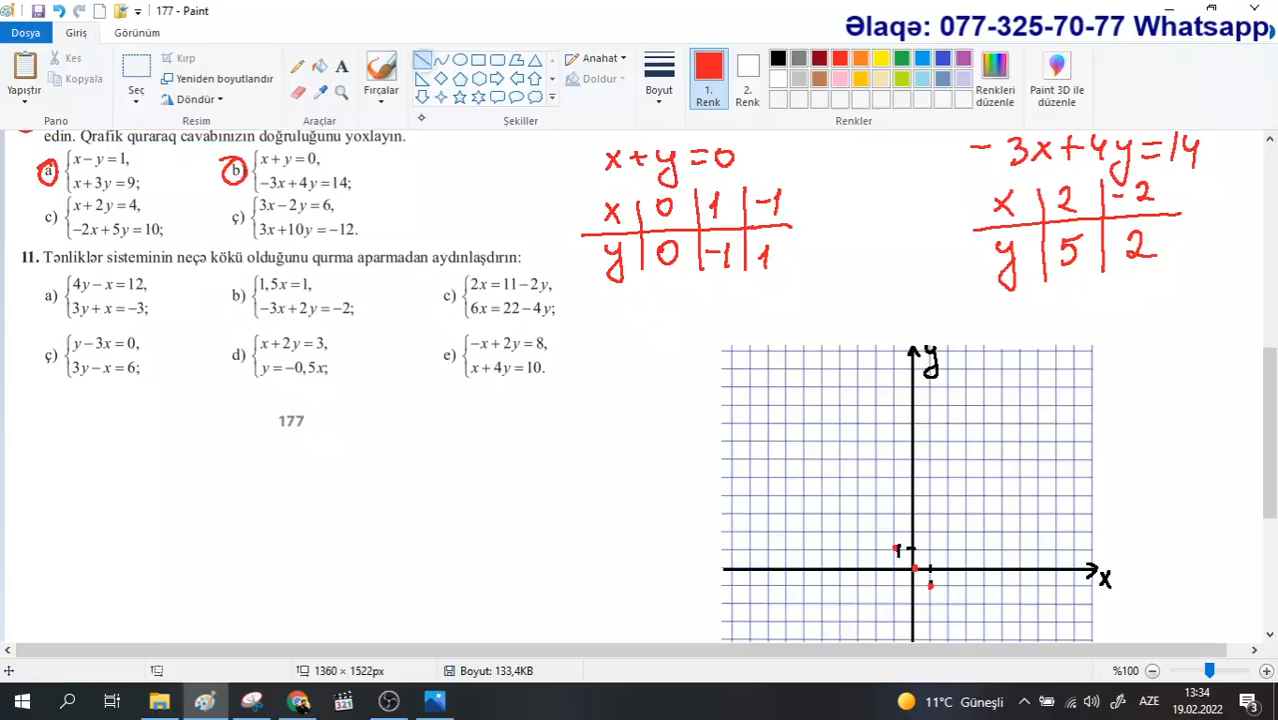 177 - Paint
Əlaqə: 077-325-70-77 Whatsapp
Dosya Giriş Görünüm
Yapıştır
Kes
Kopyala
Pano
Seç
Kırp
Yeniden boyutlandır
Döndür
Resim
A
Fırçalar
Araçlar
Anahat
Doldur
Şekiller
Boyut
1. Renk
2. Renk
Renkleri düzenle
Paint 3D ile düzenle
Renkler
edin. Qrafik quraraq cavabınızın doğruluğunu yoxlayın.
a) {x − y = 1, x + 3y = 9;
b) {x + y = 0, −3x + 4y = 14;
c) {x + 2y = 4, −2x + 5y = 10;
ç) {3x − 2y = 6, 3x + 10y = −12.
11. Tənliklər sisteminin neçə kökü olduğunu qurma aparmadan aydınlaşdırın:
a) {4y − x = 12, 3y + x = −3;
b) {1,5x = 1, −3x + 2y = −2;
c) {2x = 11 − 2y, 6x = 22 − 4y;
ç) {y − 3x = 0, 3y − x = 6;
d) {x + 2y = 3, y = −0,5x;
e) {−x + 2y = 8, x + 4y = 10.
177
x + y = 0
x | 0 | 1 | -1
y | 0 | -1 | 1
- 3x + 4y = 14
x | 2 | -2
y | 5 | 2
y
1
x
1360 × 1522px
Boyut: 133,4KB
%100
11°C Güneşli
AZE
13:34
19.02.2022
3